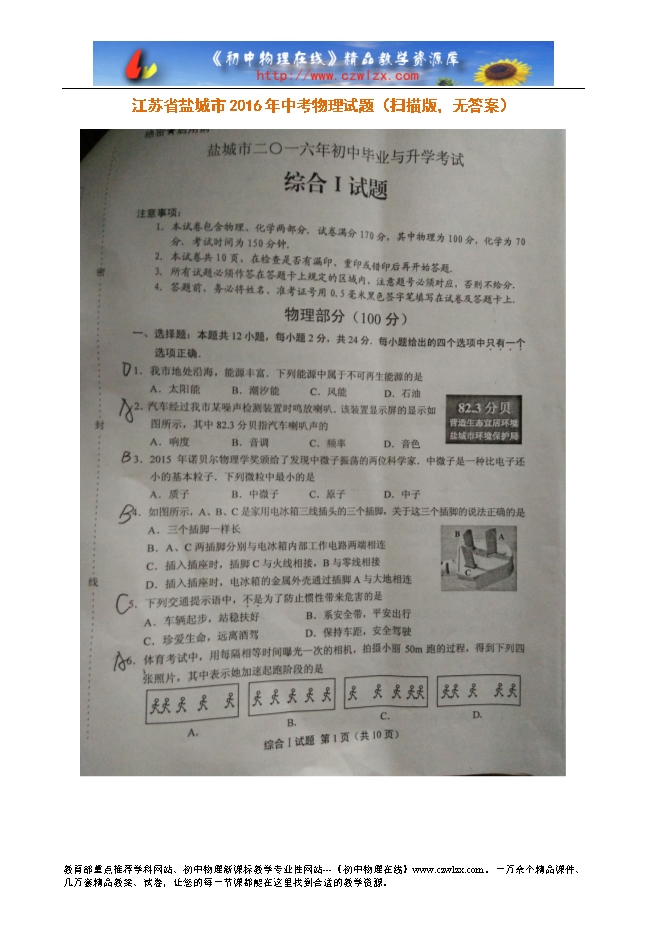 《初中物理在线》精品教学资源库
http://www.czwlzx.com
江苏省盐城市2016年中考物理试题（扫描版，无答案）
盐城市二〇一六年初中毕业与升学考试
综合Ⅰ试题
注意事项：
1．本试卷包含物理、化学两部分．试卷满分170分，其中物理为100分，化学为70
分．考试时间为150分钟．
2．本试卷共10页，在检查是否有漏印、重印或错印后再开始答题．
3．所有试题必须作答在答题卡上规定的区域内，注意题号必须对应，否则不给分．
4．答题前，务必将姓名、准考证号用0.5毫米黑色签字笔填写在试卷及答题卡上．
密
封
线
物理部分（100分）
一、选择题：本题共12小题，每小题2分，共24分．每小题给出的四个选项中只有一个
选项正确．
D 1．我市地处沿海，能源丰富．下列能源中属于不可再生能源的是
A．太阳能 B．潮汐能 C．风能 D．石油
A 2．汽车经过我市某噪声检测装置时鸣放喇叭．该装置显示屏的显示如
图所示，其中82.3分贝指汽车喇叭声的
A．响度 B．音调 C．频率 D．音色
82.3分贝
营造生态宜居环境
盐城市环境保护局
B 3．2015年诺贝尔物理学奖颁给了发现中微子振荡的两位科学家．中微子是一种比电子还
小的基本粒子．下列微粒中最小的是
A．质子 B．中微子 C．原子 D．中子
B 4．如图所示，A、B、C是家用电冰箱三线插头的三个插脚，关于这三个插脚的说法正确的是
A．三个插脚一样长
B．A、C两插脚分别与电冰箱内部工作电路两端相连
C．插入插座时，插脚C与火线相接，B与零线相接
D．插入插座时，电冰箱的金属外壳通过插脚A与大地相连
B A
C
C 5．下列交通提示语中，不是为了防止惯性带来危害的是
A．车辆起步，站稳扶好 B．系安全带，平安出行
C．珍爱生命，远离酒驾 D．保持车距，安全驾驶
A 6．体育考试中，用每隔相等时间曝光一次的相机，拍摄小丽50m跑的过程，得到下列四
张照片，其中表示她加速起跑阶段的是
A. B. C. D.
综合Ⅰ试题 第1页（共10页）
教育部重点推荐学科网站、初中物理新课标教学专业性网站---《初中物理在线》www.czwlzx.com。一万余个精品课件、
几万套精品教案、试卷，让您的每一节课都能在这里找到合适的教学资源。